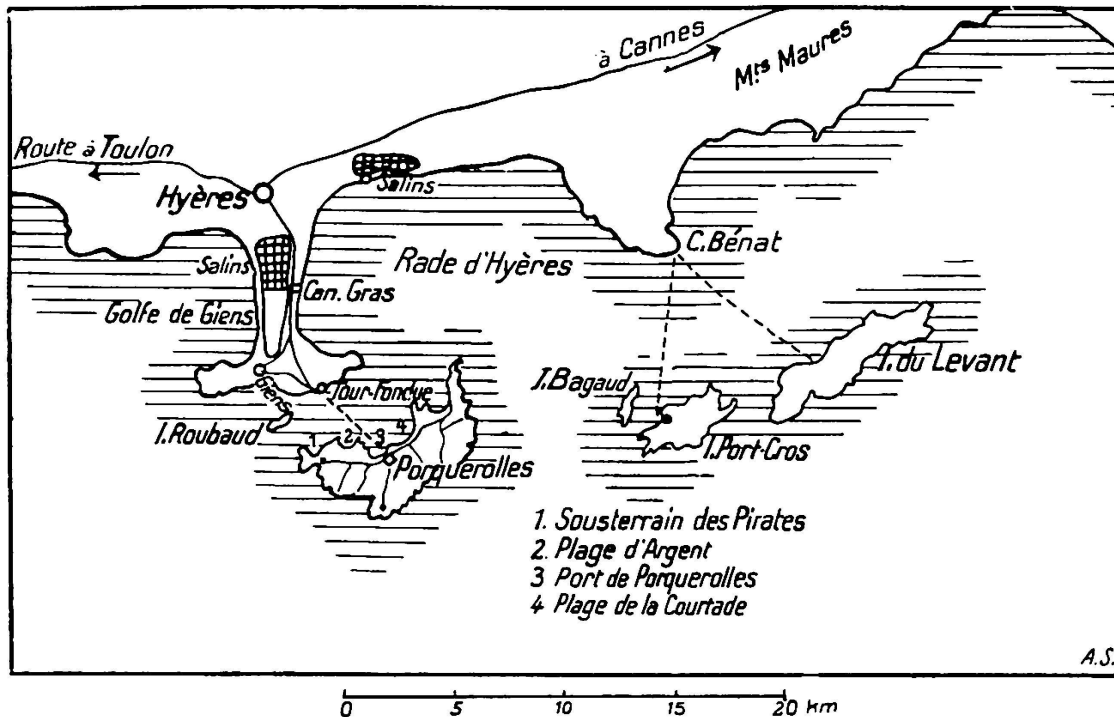 à Cannes
Mts Maures
Route à Toulon
Hyères
Salins
Salins
C. Bénat
Rade d'Hyères
Can. Gras
Golfe de Giens
I. du Levant
Giens
Tour-Fondue
I. Bagaud
I. Roubaud
1 2 3 4
I. Port-Cros
Porquerolles
1. Sousterrain des Pirates
2. Plage d'Argent
3 Port de Porquerolles
4 Plage de la Courtade
A.S.
0 5 10 15 20 km